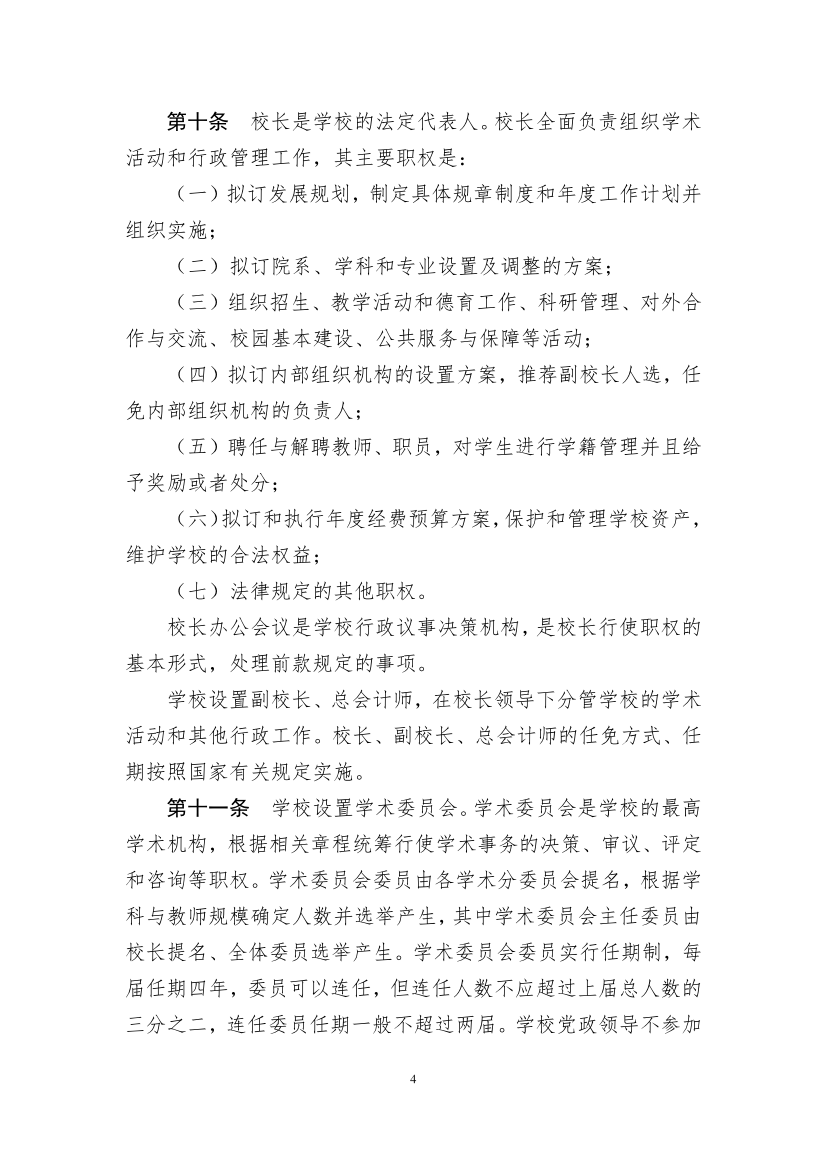 第十条　校长是学校的法定代表人。校长全面负责组织学术
活动和行政管理工作，其主要职权是：
（一）拟订发展规划，制定具体规章制度和年度工作计划并
组织实施；
（二）拟订院系、学科和专业设置及调整的方案；
（三）组织招生、教学活动和德育工作、科研管理、对外合
作与交流、校园基本建设、公共服务与保障等活动；
（四）拟订内部组织机构的设置方案，推荐副校长人选，任
免内部组织机构的负责人；
（五）聘任与解聘教师、职员，对学生进行学籍管理并且给
予奖励或者处分；
（六）拟订和执行年度经费预算方案，保护和管理学校资产，
维护学校的合法权益；
（七）法律规定的其他职权。
校长办公会议是学校行政议事决策机构，是校长行使职权的
基本形式，处理前款规定的事项。
学校设置副校长、总会计师，在校长领导下分管学校的学术
活动和其他行政工作。校长、副校长、总会计师的任免方式、任
期按照国家有关规定实施。
第十一条　学校设置学术委员会。学术委员会是学校的最高
学术机构，根据相关章程统筹行使学术事务的决策、审议、评定
和咨询等职权。学术委员会委员由各学术分委员会提名，根据学
科与教师规模确定人数并选举产生，其中学术委员会主任委员由
校长提名、全体委员选举产生。学术委员会委员实行任期制，每
届任期四年，委员可以连任，但连任人数不应超过上届总人数的
三分之二，连任委员任期一般不超过两届。学校党政领导不参加
4